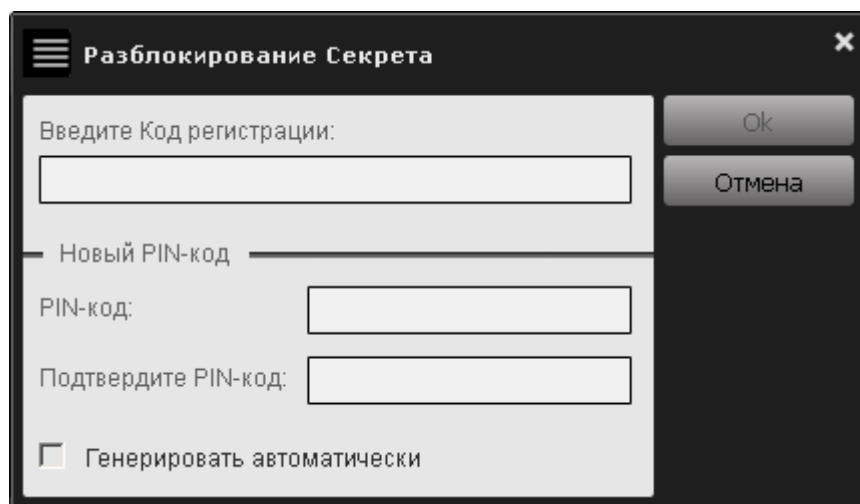 Разблокирование Секрета
Введите Код регистрации:
Ok
Отмена
Новый PIN-код
PIN-код:
Подтвердите PIN-код:
Генерировать автоматически